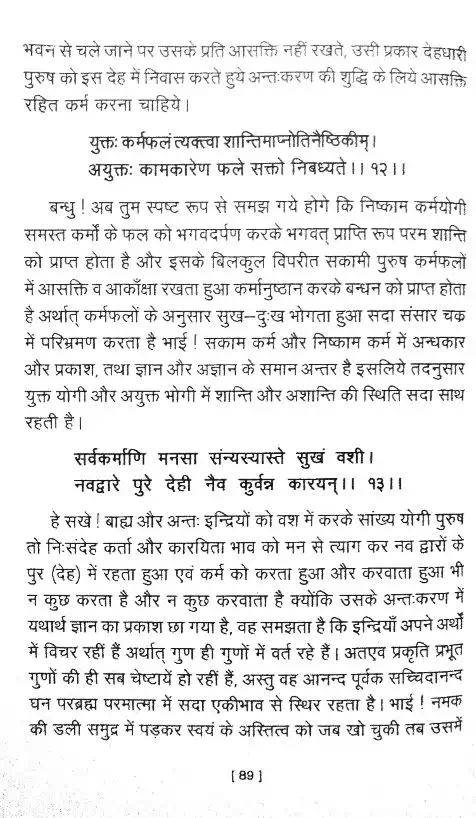 भवन से चले जाने पर उसके प्रति आसक्ति नहीं रखते, उसी प्रकार देहधारी
पुरुष को इस देह में निवास करते हुये अन्तःकरण की शुद्धि के लिये आसक्ति
रहित कर्म करना चाहिये।
युक्तः कर्मफलंत्यक्त्वा शान्तिमाप्नोतिनैष्ठिकीम्।
अयुक्तः कामकारेण फले सक्तो निबध्यते।। १२।।
बन्धु ! अब तुम स्पष्ट रूप से समझ गये होगे कि निष्काम कर्मयोगी
समस्त कर्मों के फल को भगवदर्पण करके भगवत् प्राप्ति रूप परम शान्ति
को प्राप्त होता है और इसके बिलकुल विपरीत सकामी पुरुष कर्मफलों
में आसक्ति व आकाँक्षा रखता हुआ कर्मानुष्ठान करके बन्धन को प्राप्त होता
है अर्थात् कर्मफलों के अनुसार सुख–दुःख भोगता हुआ सदा संसार चक्र
में परिभ्रमण करता है भाई ! सकाम कर्म और निष्काम कर्म में अन्धकार
और प्रकाश, तथा ज्ञान और अज्ञान के समान अन्तर है इसलिये तदनुसार
युक्त योगी और अयुक्त भोगी में शान्ति और अशान्ति की स्थिति सदा साथ
रहती है।
सर्वकर्माणि मनसा संन्यस्यास्ते सुखं वशी।
नवद्वारे पुरे देही नैव कुर्वन्न कारयन्।। १३।।
हे सखे ! बाह्य और अन्तः इन्द्रियों को वश में करके सांख्य योगी पुरुष
तो निःसंदेह कर्ता और कारयिता भाव को मन से त्याग कर नव द्वारों के
पुर (देह) में रहता हुआ एवं कर्म को करता हुआ और करवाता हुआ भी
न कुछ करता है और न कुछ करवाता है क्योंकि उसके अन्तःकरण में
यथार्थ ज्ञान का प्रकाश छा गया है, वह समझता है कि इन्द्रियाँ अपने अर्थों
में विचर रहीं हैं अर्थात् गुण ही गुणों में वर्त रहे हैं। अतएव प्रकृति प्रभूत
गुणों की ही सब चेष्टायें हो रहीं हैं, अस्तु वह आनन्द पूर्वक सच्चिदानन्द
घन परब्रह्म परमात्मा में सदा एकीभाव से स्थिर रहता है। भाई ! नमक
की डली समुद्र में पड़कर स्वयं के अस्तित्व को जब खो चुकी तब उसमें
[ 89 ]